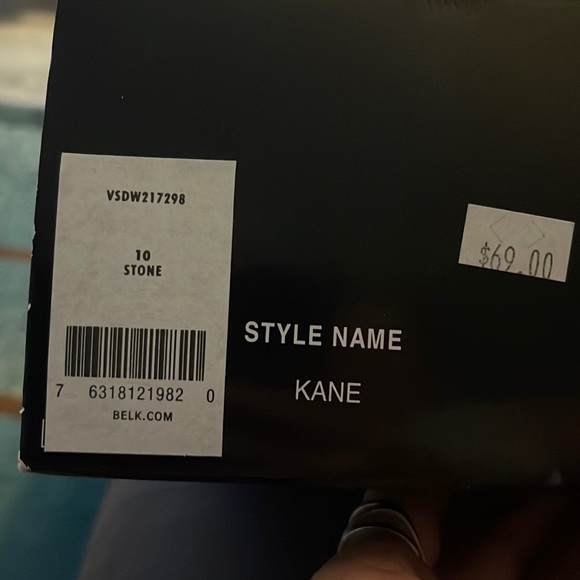 VSDW217298
10
STONE
7 6318121982 0
BELK.COM
$69.00
STYLE NAME
KANE